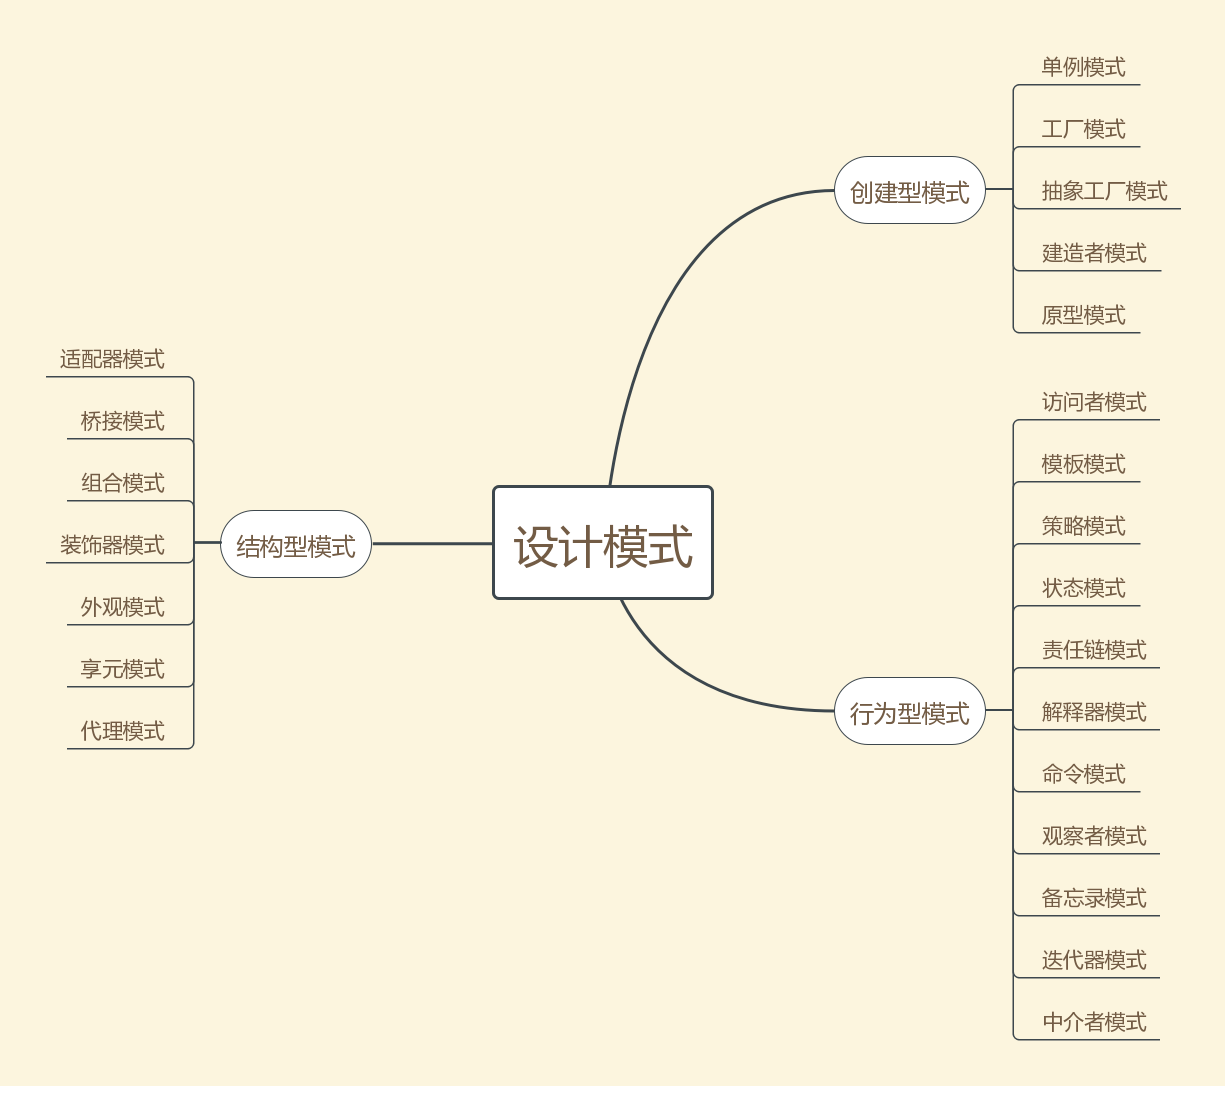 设计模式
创建型模式
单例模式
工厂模式
抽象工厂模式
建造者模式
原型模式
行为型模式
访问者模式
模板模式
策略模式
状态模式
责任链模式
解释器模式
命令模式
观察者模式
备忘录模式
迭代器模式
中介者模式
结构型模式
适配器模式
桥接模式
组合模式
装饰器模式
外观模式
享元模式
代理模式